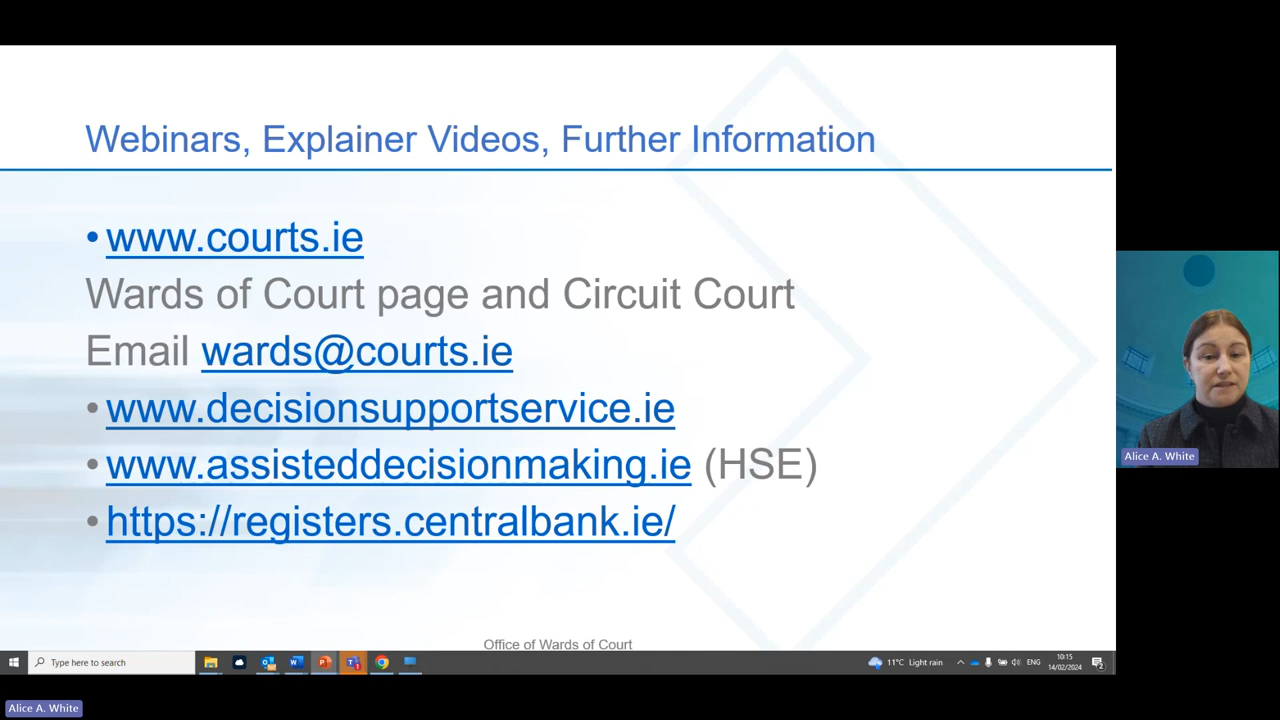 Webinars, Explainer Videos, Further Information
•www.courts.ie
Wards of Court page and Circuit Court
Email wards@courts.ie
•www.decisionsupportservice.ie
•www.assisteddecisionmaking.ie (HSE)
•https://registers.centralbank.ie/
Office of Wards of Court
Alice A. White
Type here to search
11°C Light rain
ENG
10:15
14/02/2024
2
Alice A. White